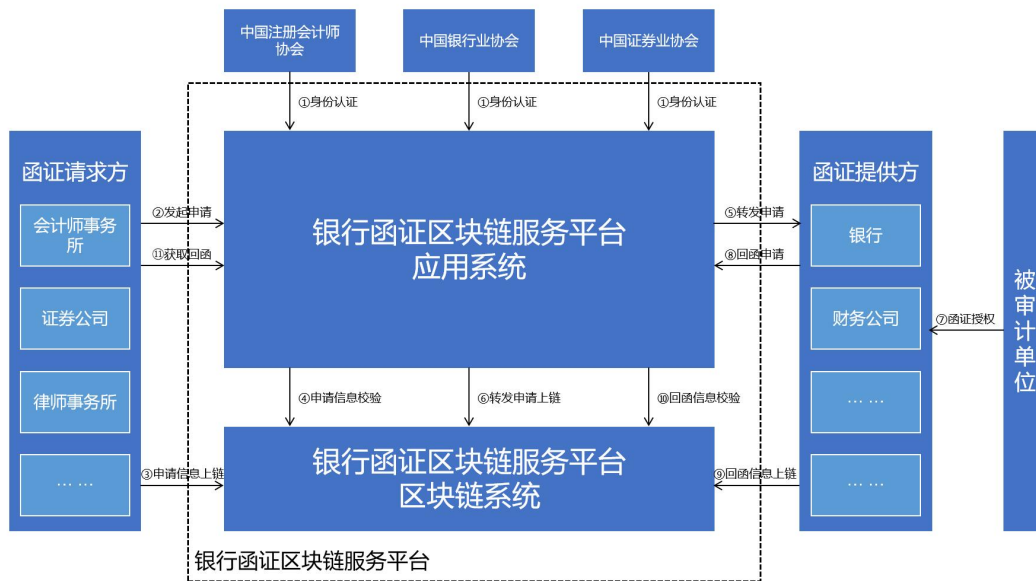 中国注册会计师
协会
中国银行业协会
中国证券业协会
①身份认证
①身份认证
①身份认证
函证请求方
会计师事务
所
证券公司
律师事务所
… …
②发起申请
⑪获取回函
③申请信息上链
银行函证区块链服务平台
应用系统
④申请信息校验
⑥转发申请上链
⑩回函信息校验
银行函证区块链服务平台
区块链系统
银行函证区块链服务平台
⑤转发申请
⑧回函申请
⑨回函信息上链
函证提供方
银行
财务公司
… …
… …
⑦函证授权
被审计单位